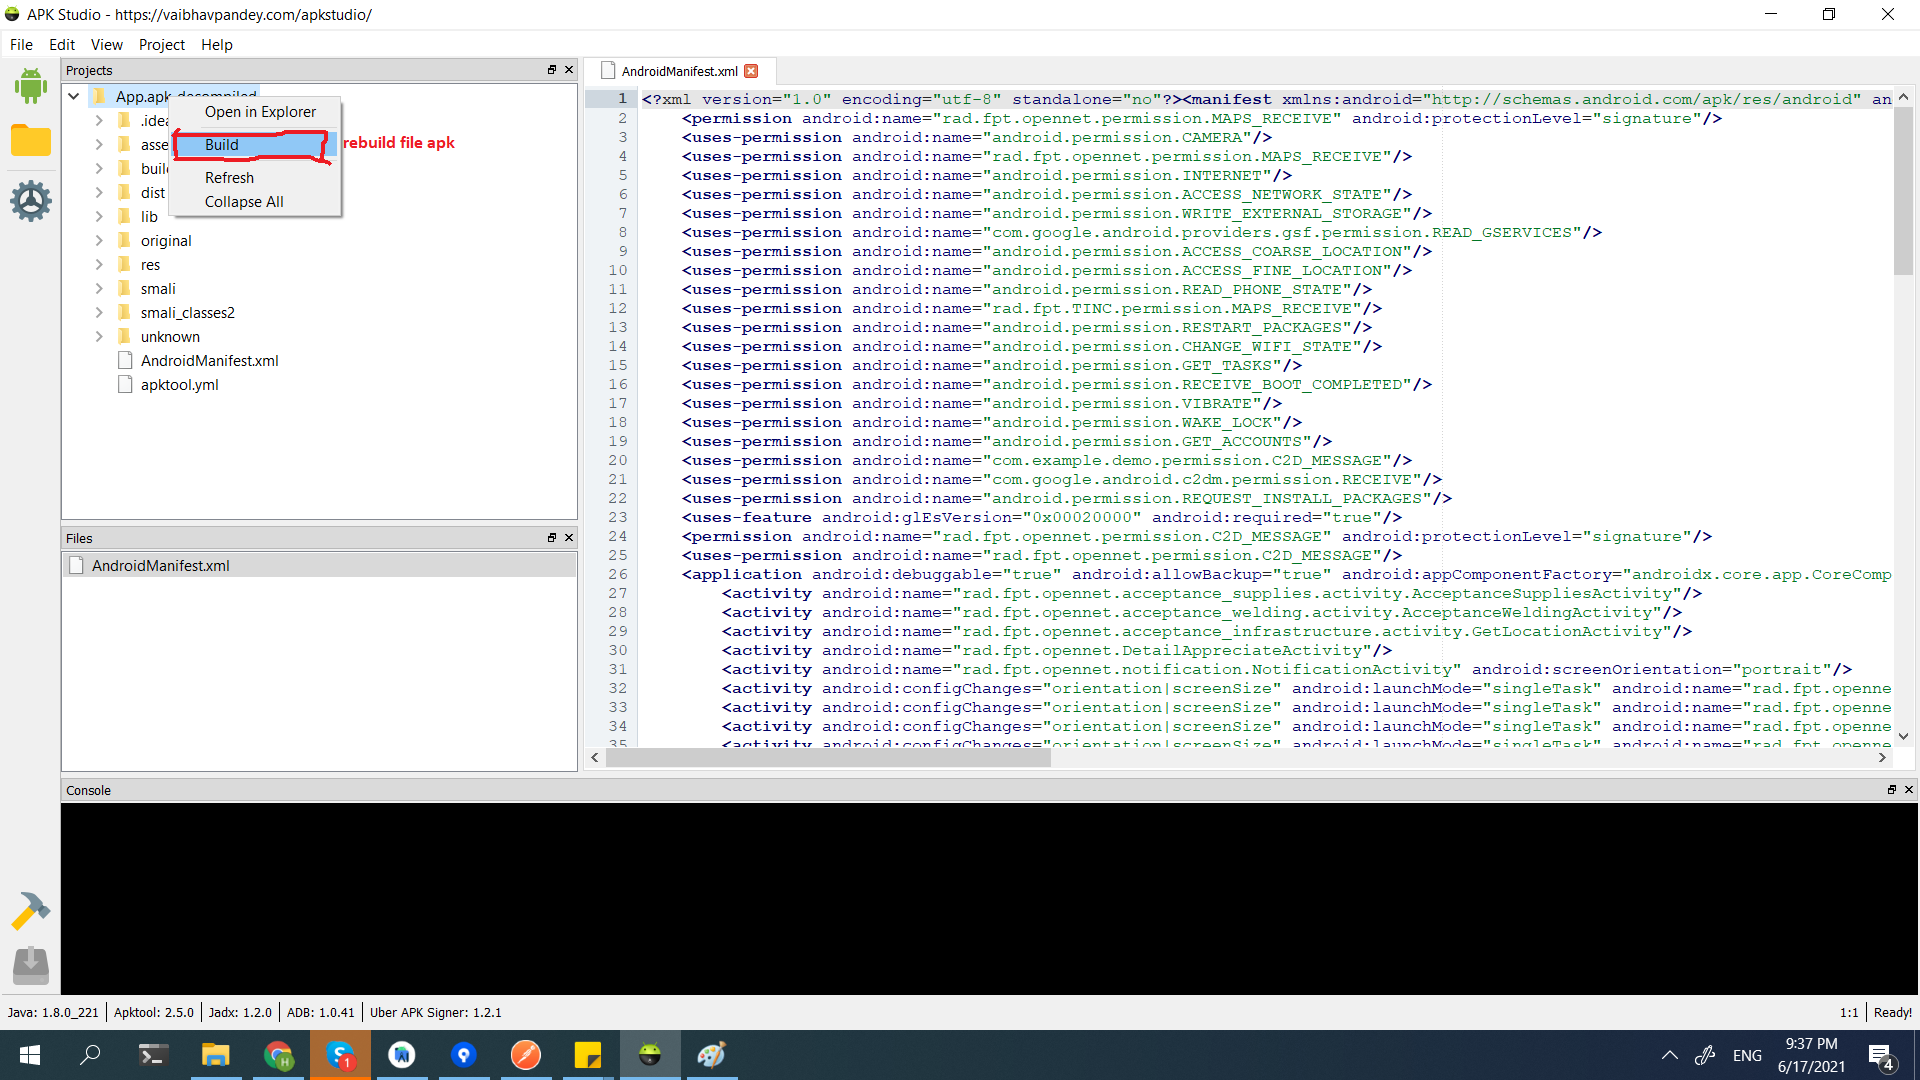 APK Studio - https://vaibhavpandey.com/apkstudio/
File Edit View Project Help
Projects
App.apk-decompiled
.idea
Open in Explorer
Build
rebuild file apk
Refresh
Collapse All
dist
lib
original
res
smali
smali_classes2
unknown
AndroidManifest.xml
apktool.yml
Files
AndroidManifest.xml
AndroidManifest.xml
1 <?xml version="1.0" encoding="utf-8" standalone="no"?><manifest xmlns:android="http://schemas.android.com/apk/res/android" an
2 <permission android:name="rad.fpt.opennet.permission.MAPS_RECEIVE" android:protectionLevel="signature"/>
3 <uses-permission android:name="android.permission.CAMERA"/>
4 <uses-permission android:name="rad.fpt.opennet.permission.MAPS_RECEIVE"/>
5 <uses-permission android:name="android.permission.INTERNET"/>
6 <uses-permission android:name="android.permission.ACCESS_NETWORK_STATE"/>
7 <uses-permission android:name="android.permission.WRITE_EXTERNAL_STORAGE"/>
8 <uses-permission android:name="com.google.android.providers.gsf.permission.READ_GSERVICES"/>
9 <uses-permission android:name="android.permission.ACCESS_COARSE_LOCATION"/>
10 <uses-permission android:name="android.permission.ACCESS_FINE_LOCATION"/>
11 <uses-permission android:name="android.permission.READ_PHONE_STATE"/>
12 <uses-permission android:name="rad.fpt.TINC.permission.MAPS_RECEIVE"/>
13 <uses-permission android:name="android.permission.RESTART_PACKAGES"/>
14 <uses-permission android:name="android.permission.CHANGE_WIFI_STATE"/>
15 <uses-permission android:name="android.permission.GET_TASKS"/>
16 <uses-permission android:name="android.permission.RECEIVE_BOOT_COMPLETED"/>
17 <uses-permission android:name="android.permission.VIBRATE"/>
18 <uses-permission android:name="android.permission.WAKE_LOCK"/>
19 <uses-permission android:name="android.permission.GET_ACCOUNTS"/>
20 <uses-permission android:name="com.example.demo.permission.C2D_MESSAGE"/>
21 <uses-permission android:name="com.google.android.c2dm.permission.RECEIVE"/>
22 <uses-permission android:name="android.permission.REQUEST_INSTALL_PACKAGES"/>
23 <uses-feature android:glEsVersion="0x00020000" android:required="true"/>
24 <permission android:name="rad.fpt.opennet.permission.C2D_MESSAGE" android:protectionLevel="signature"/>
25 <uses-permission android:name="rad.fpt.opennet.permission.C2D_MESSAGE"/>
26 <application android:debuggable="true" android:allowBackup="true" android:appComponentFactory="androidx.core.app.CoreComp
27 <activity android:name="rad.fpt.opennet.acceptance_supplies.activity.AcceptanceSuppliesActivity"/>
28 <activity android:name="rad.fpt.opennet.acceptance_welding.activity.AcceptanceWeldingActivity"/>
29 <activity android:name="rad.fpt.opennet.acceptance_infrastructure.activity.GetLocationActivity"/>
30 <activity android:name="rad.fpt.opennet.DetailAppreciateActivity"/>
31 <activity android:name="rad.fpt.opennet.notification.NotificationActivity" android:screenOrientation="portrait"/>
32 <activity android:configChanges="orientation|screenSize" android:launchMode="singleTask" android:name="rad.fpt.openne
33 <activity android:configChanges="orientation|screenSize" android:launchMode="singleTask" android:name="rad.fpt.openne
34 <activity android:configChanges="orientation|screenSize" android:launchMode="singleTask" android:name="rad.fpt.openne
35 <activity android:configChanges="orientation|screenSize" android:launchMode="singleTask" android:name="rad.fpt.openne
Console
Java: 1.8.0_221 Apktool: 2.5.0 Jadx: 1.2.0 ADB: 1.0.41 Uber APK Signer: 1.2.1 1:1 Ready!
1
ENG
9:37 PM
6/17/2021
4